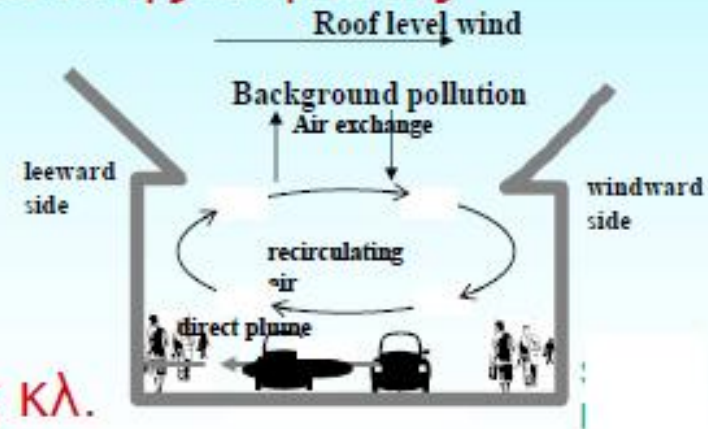 Roof level wind
Background pollution
Air exchange
leeward
side
windward
side
recirculating
air
direct plume
κλ.